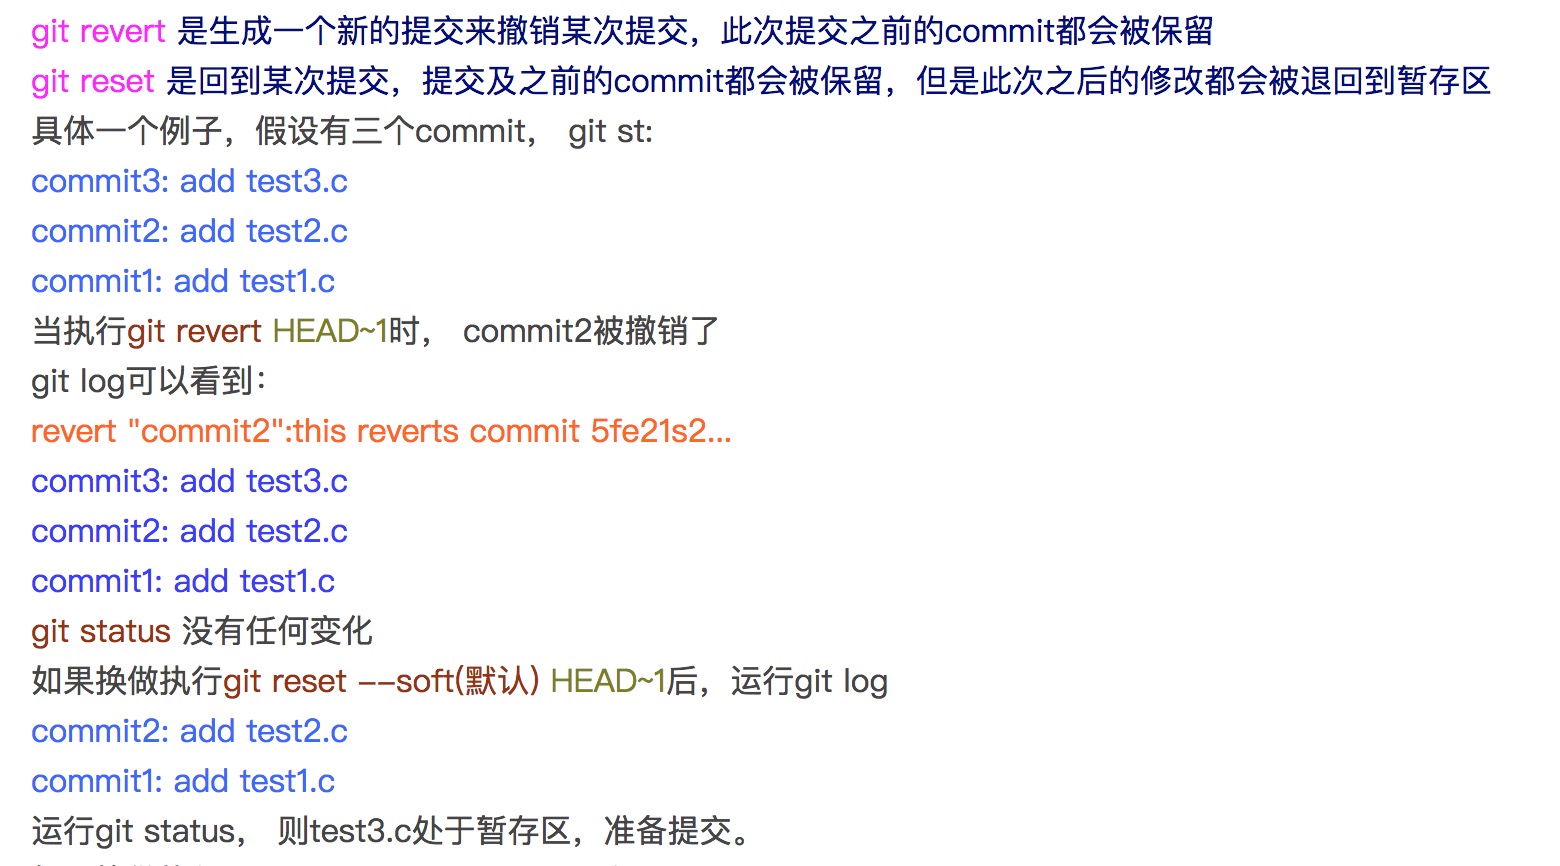 git revert 是生成一个新的提交来撤销某次提交，此次提交之前的commit都会被保留
git reset 是回到某次提交，提交及之前的commit都会被保留，但是此次之后的修改都会被退回到暂存区
具体一个例子，假设有三个commit， git st:
commit3: add test3.c
commit2: add test2.c
commit1: add test1.c
当执行git revert HEAD~1时， commit2被撤销了
git log可以看到：
revert "commit2":this reverts commit 5fe21s2...
commit3: add test3.c
commit2: add test2.c
commit1: add test1.c
git status 没有任何变化
如果换做执行git reset --soft(默认) HEAD~1后，运行git log
commit2: add test2.c
commit1: add test1.c
运行git status， 则test3.c处于暂存区，准备提交。